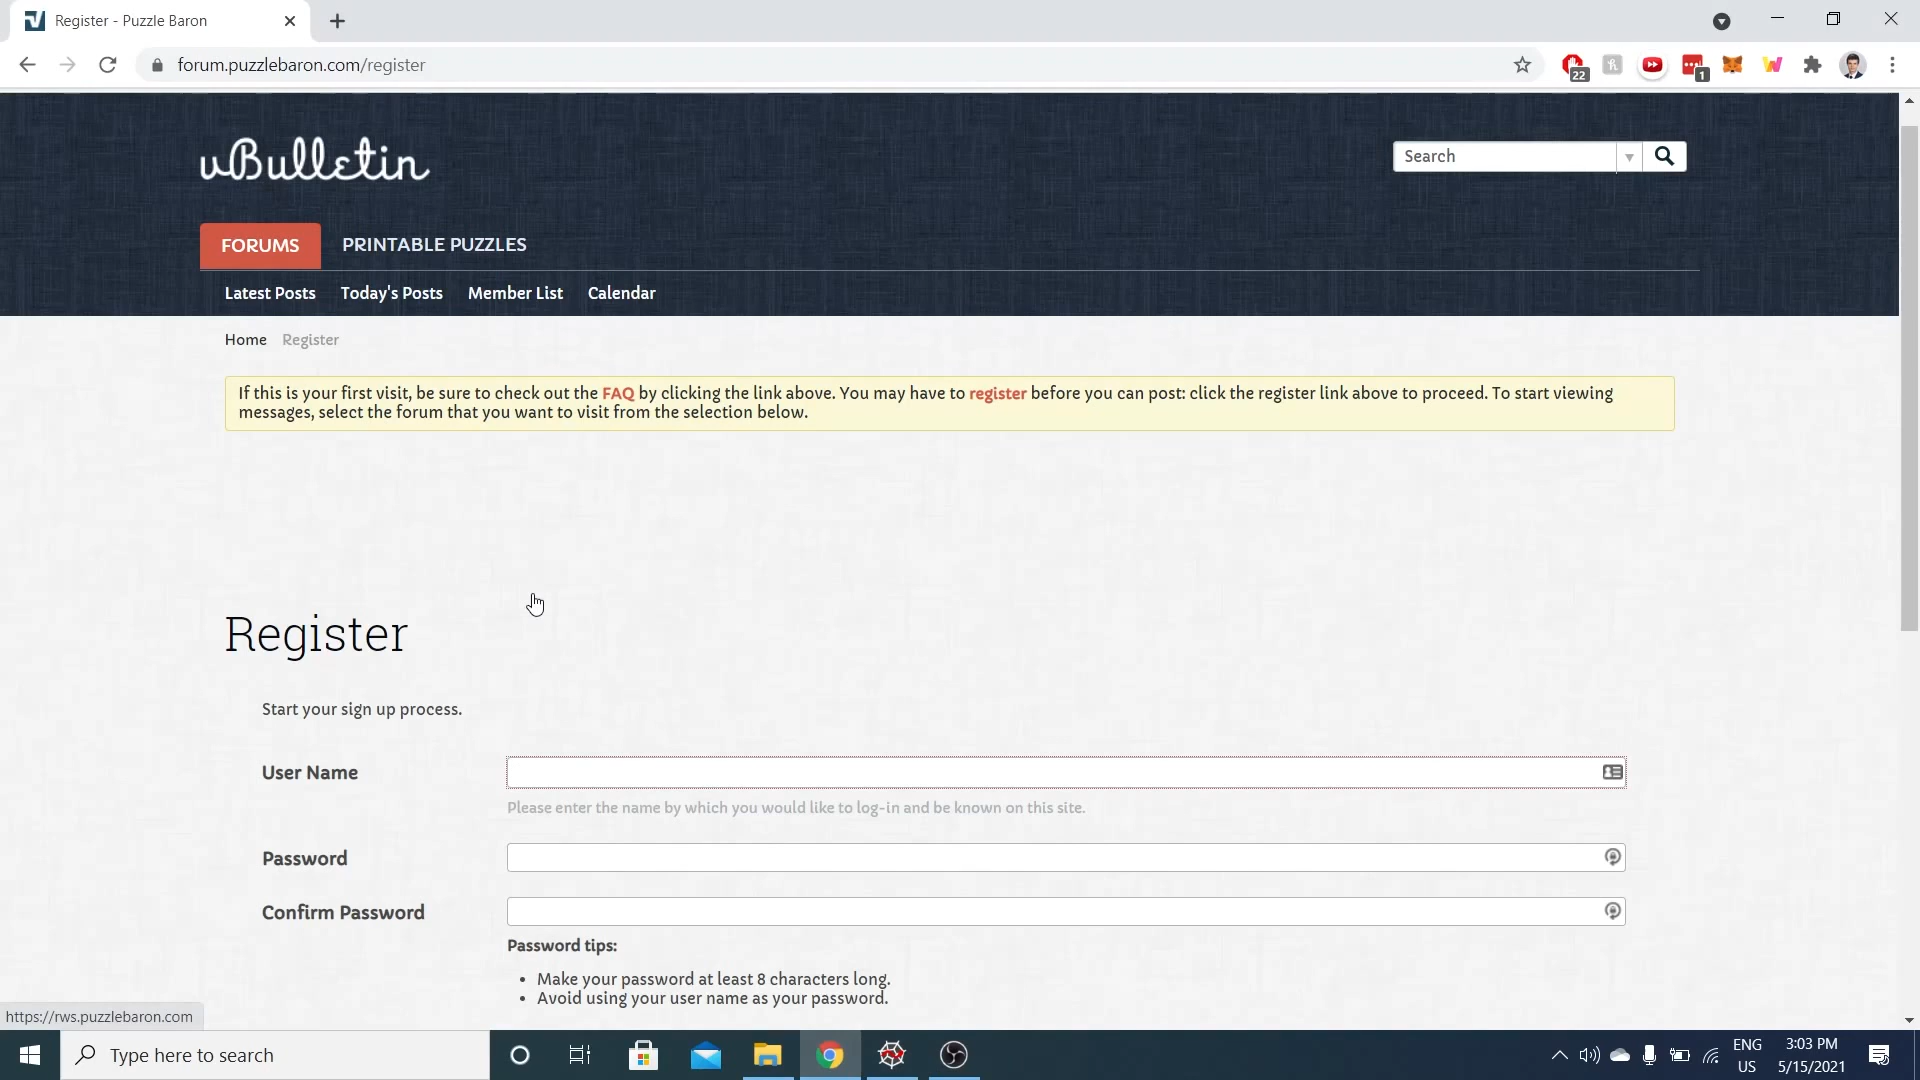 Register - Puzzle Baron
forum.puzzlebaron.com/register
22
1
vBulletin
Search
FORUMS
PRINTABLE PUZZLES
Latest Posts
Today's Posts
Member List
Calendar
Home
Register
If this is your first visit, be sure to check out the FAQ by clicking the link above. You may have to register before you can post: click the register link above to proceed. To start viewing
messages, select the forum that you want to visit from the selection below.
Register
Start your sign up process.
User Name
Please enter the name by which you would like to log-in and be known on this site.
Password
Confirm Password
Password tips:
• Make your password at least 8 characters long.
• Avoid using your user name as your password.
https://rws.puzzlebaron.com
Type here to search
ENG
US
3:03 PM
5/15/2021